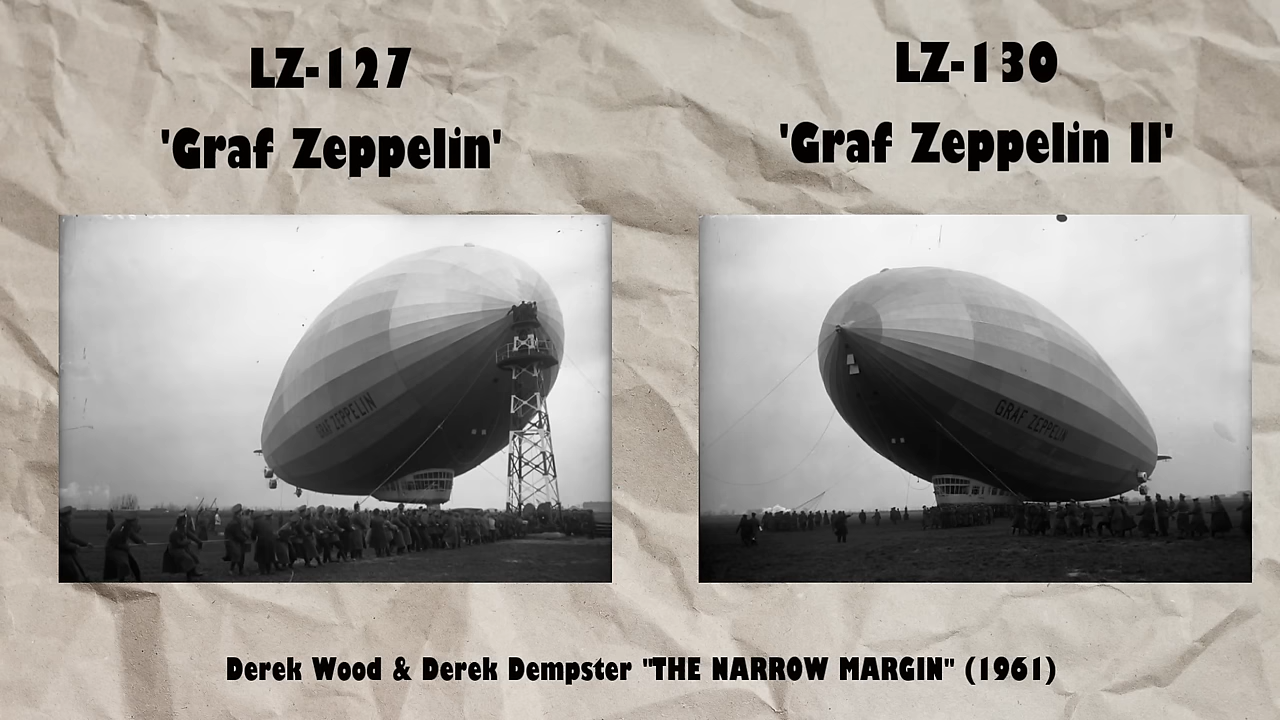 LZ-127
'Graf Zeppelin'
LZ-130
'Graf Zeppelin II'
GRAF ZEPPELIN
GRAF ZEPPELIN
Derek Wood & Derek Dempster "THE NARROW MARGIN" (1961)